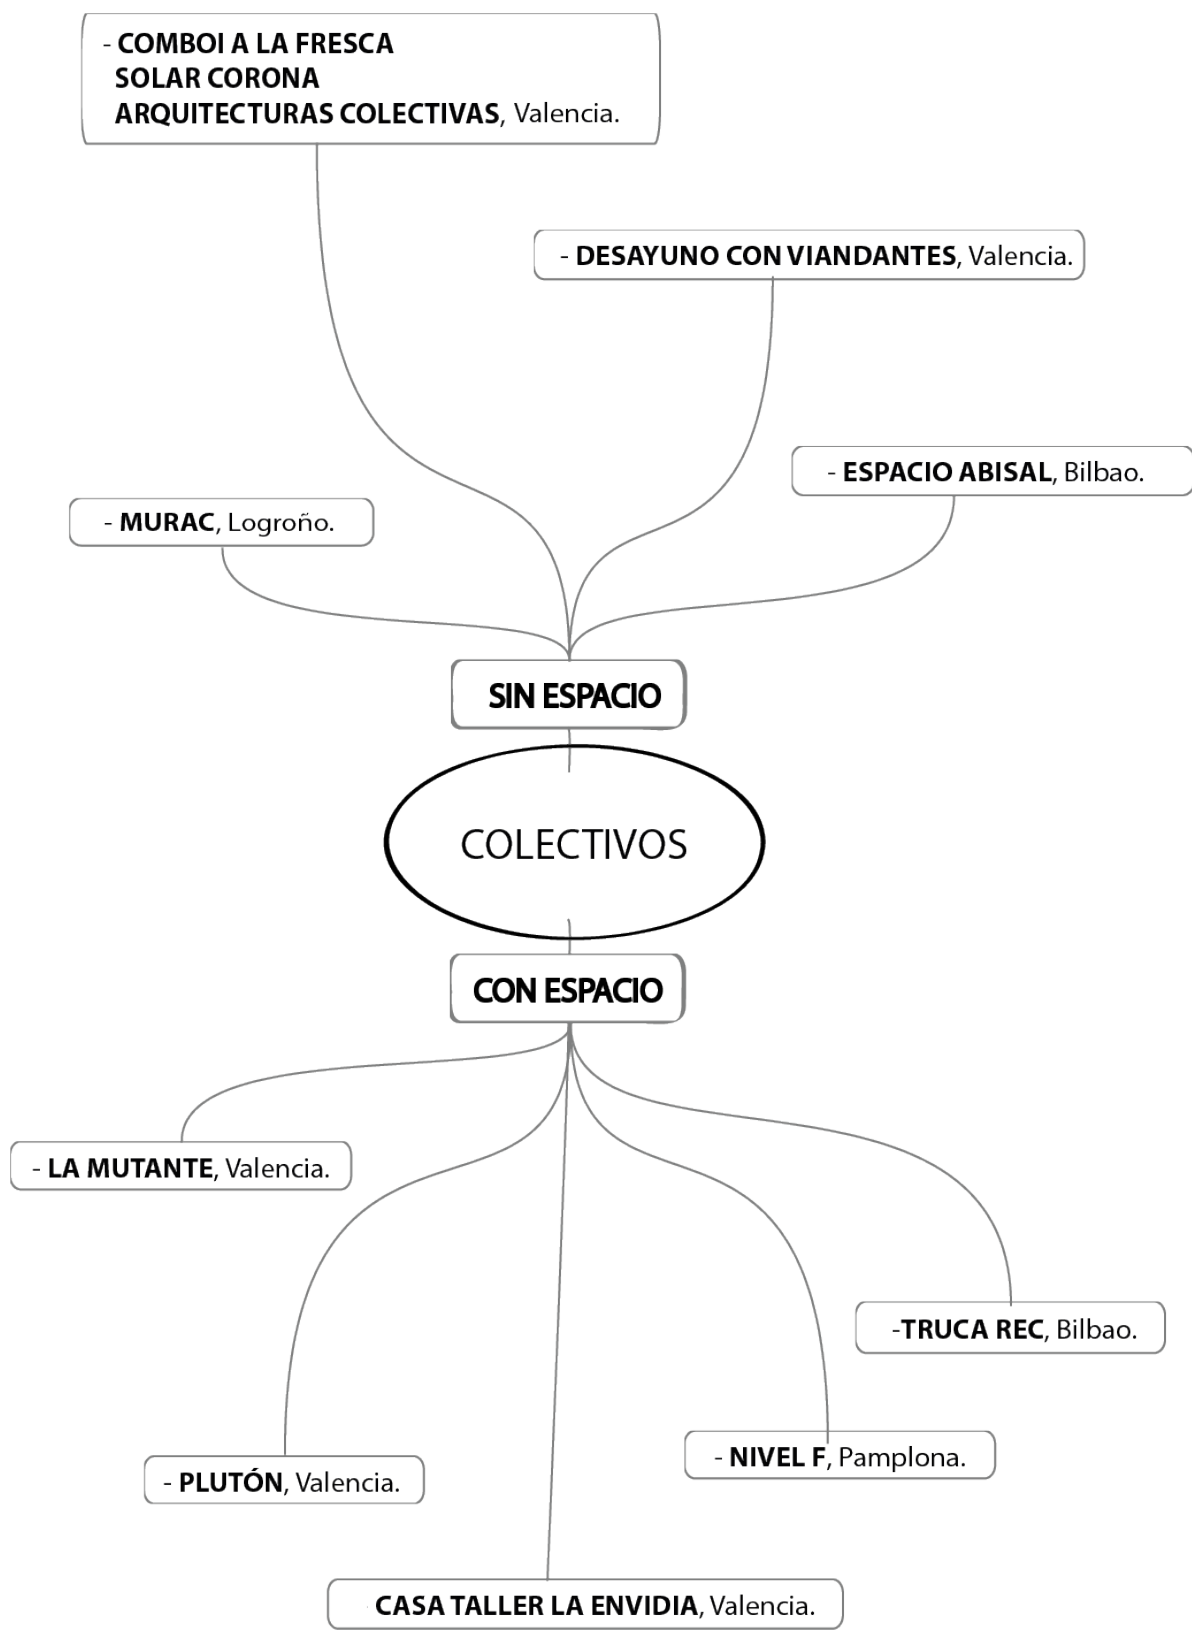 - COMBOI A LA FRESCA
SOLAR CORONA
ARQUITECTURAS COLECTIVAS, Valencia.
- DESAYUNO CON VIANDANTES, Valencia.
- ESPACIO ABISAL, Bilbao.
- MURAC, Logroño.
SIN ESPACIO
COLECTIVOS
CON ESPACIO
- LA MUTANTE, Valencia.
-TRUCA REC, Bilbao.
- NIVEL F, Pamplona.
- PLUTÓN, Valencia.
- CASA TALLER LA ENVIDIA, Valencia.